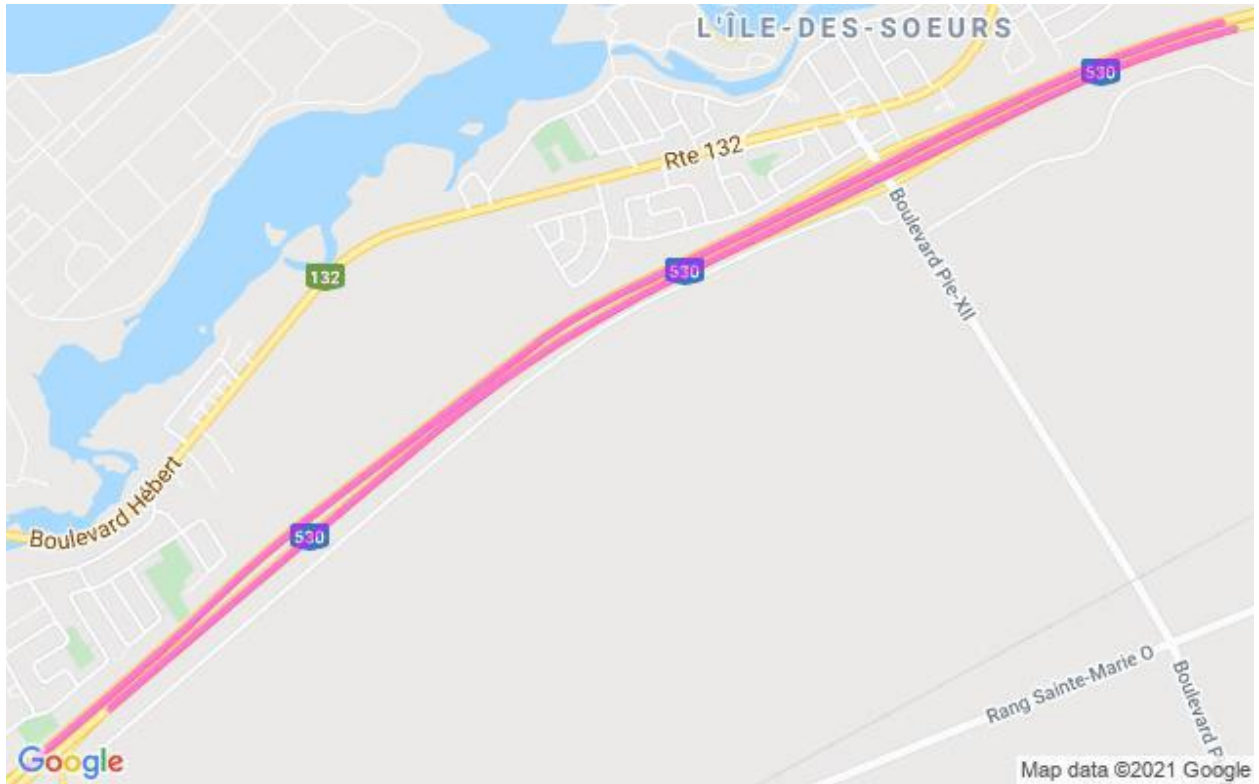 L'ÎLE-DES-SOEURS
530
Rte 132
Boulevard Pie-XII
530
132
Boulevard Hébert
530
Rang Sainte-Marie O
Boulevard P
Google
Map data ©2021 Google